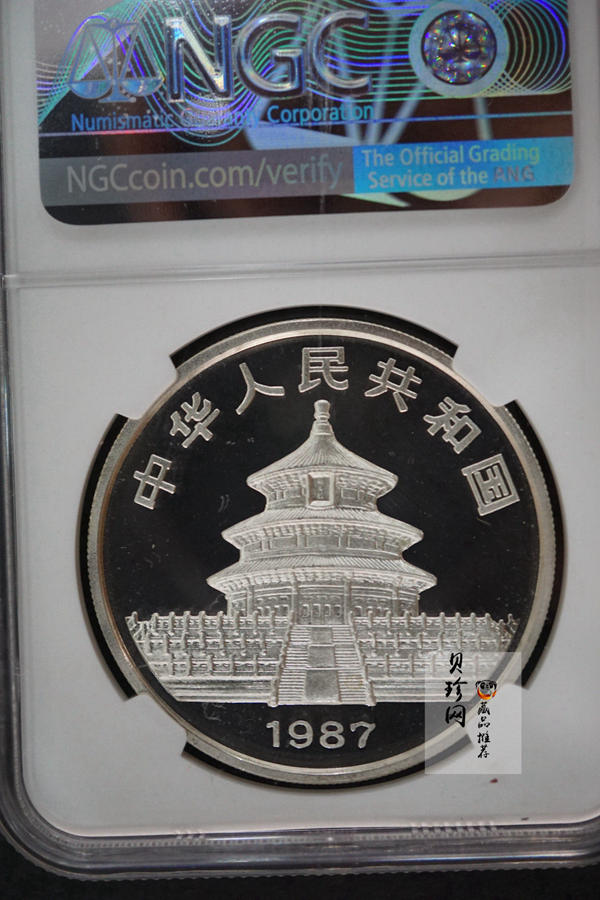 NGC
Numismatic Guaranty Corporation
NGCcoin.com/verify
The Official Grading
Service of the PNG
中华人民共和国
1987
贝珍网
藏品推荐